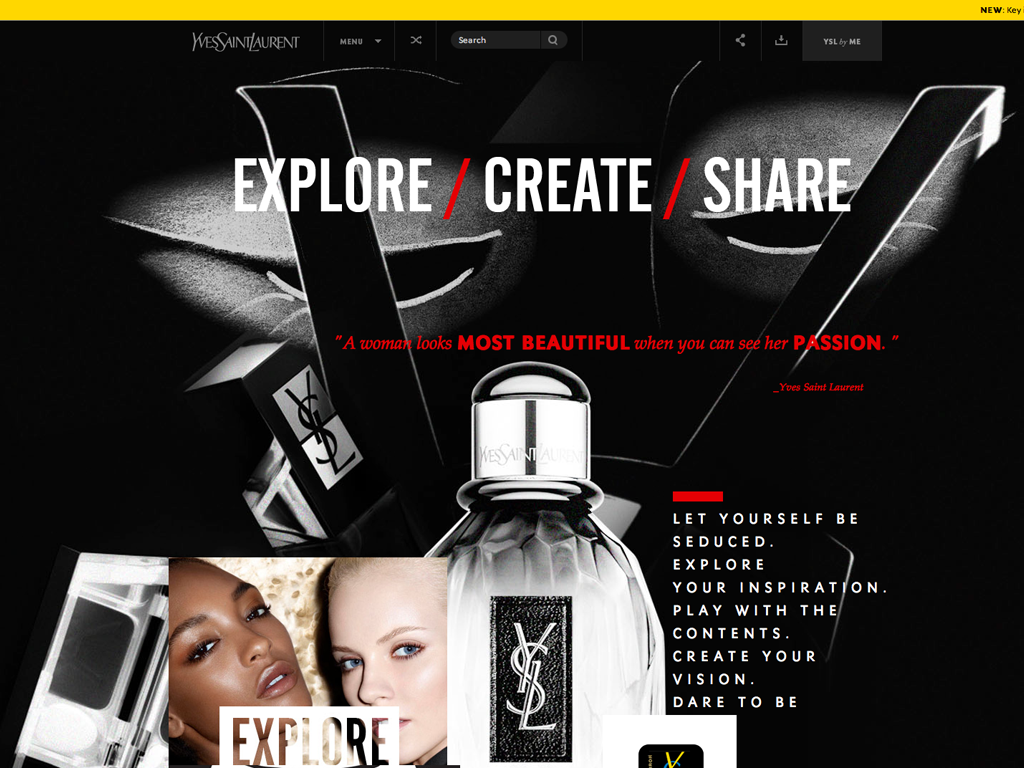 NEW: Key
YVESSAINTLAURENT
MENU
Search
YSL by ME
EXPLORE / CREATE / SHARE
"A woman looks MOST BEAUTIFUL when you can see her PASSION. "
_Yves Saint Laurent
YSL
YVESSAINTLAURENT
LET YOURSELF BE
SEDUCED.
EXPLORE
YOUR INSPIRATION.
PLAY WITH THE
CONTENTS.
CREATE YOUR
VISION.
DARE TO BE
YSL
EXPLORE